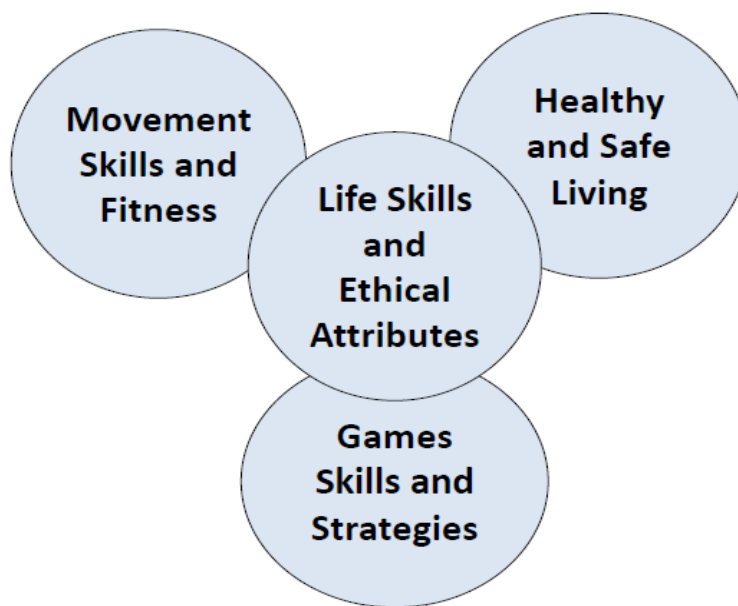 Movement
Skills and
Fitness
Healthy
and Safe
Living
Life Skills
and
Ethical
Attributes
Games
Skills and
Strategies